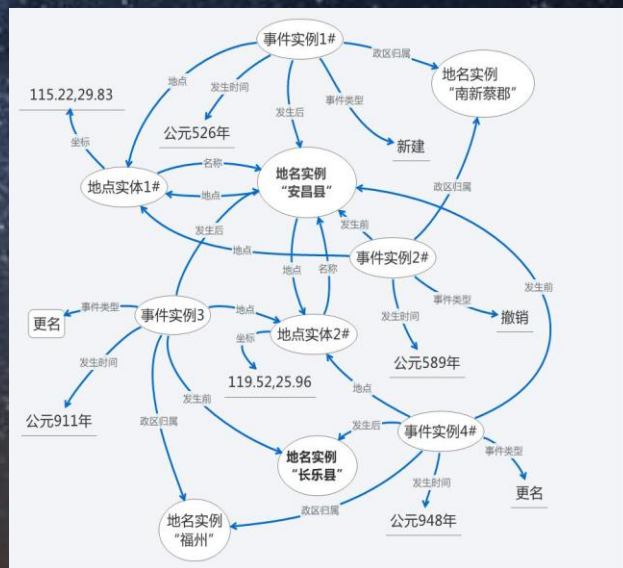 事件实例1#
政区归属
地名实例
“南新蔡郡”
115.22,29.83
地点
发生时间
发生后
事件类型
公元526年
新建
坐标
名称
地点实体1#
地点
地名实例
“安昌县”
政区归属
发生后
发生前
地点
事件实例2#
地点
名称
发生前
事件类型
事件实例3
地点
地点实体2#
发生时间
事件类型
撤销
更名
坐标
发生时间
119.52,25.96
公元589年
公元911年
政区归属
发生前
地点
发生后
事件实例4#
地名实例
“长乐县”
事件类型
发生时间
更名
地名实例
“福州”
政区归属
公元948年